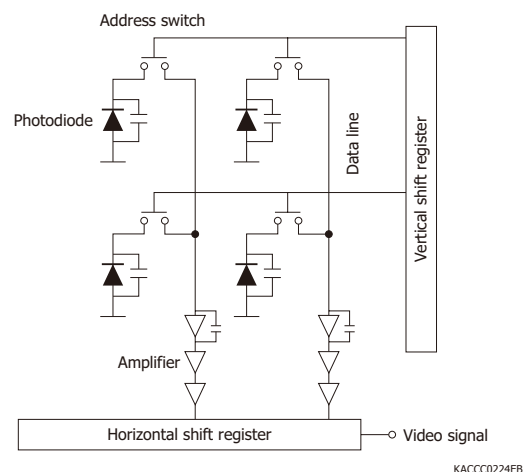 Address switch
Photodiode
Data line
Vertical shift register
Amplifier
Horizontal shift register
Video signal
KACCC0224EB